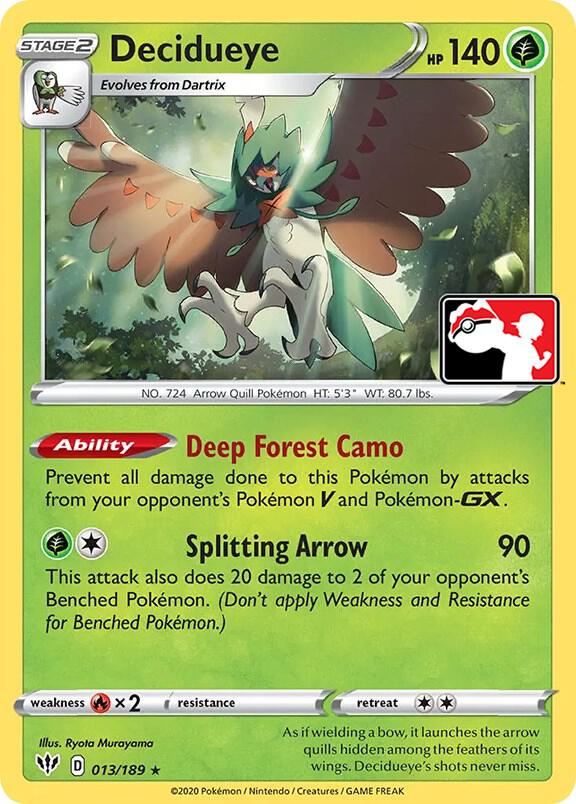 STAGE2
Decidueye
HP 140
Evolves from Dartrix
NO. 724 Arrow Quill Pokémon HT: 5'3" WT: 80.7 lbs.
Ability Deep Forest Camo
Prevent all damage done to this Pokémon by attacks
from your opponent's Pokémon V and Pokémon-GX.
Splitting Arrow 90
This attack also does 20 damage to 2 of your opponent's
Benched Pokémon. (Don't apply Weakness and Resistance
for Benched Pokémon.)
weakness ×2 resistance retreat
Illus. Ryota Murayama
D 013/189 ★
As if wielding a bow, it launches the arrow
quills hidden among the feathers of its
wings. Decidueye's shots never miss.
©2020 Pokémon / Nintendo / Creatures / GAME FREAK